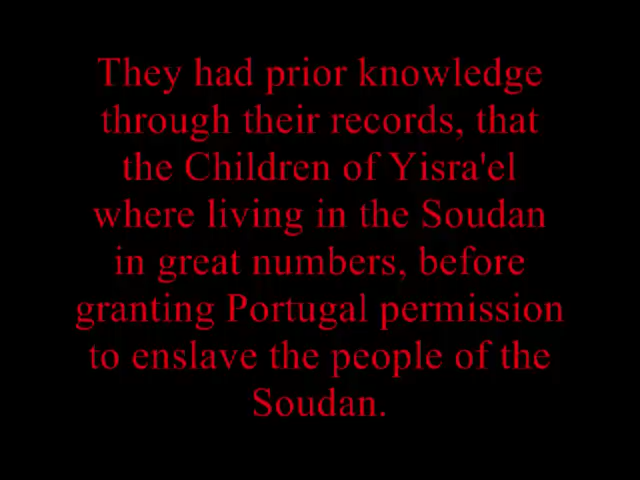 They had prior knowledge
through their records, that
the Children of Yisra'el
where living in the Soudan
in great numbers, before
granting Portugal permission
to enslave the people of the
Soudan.